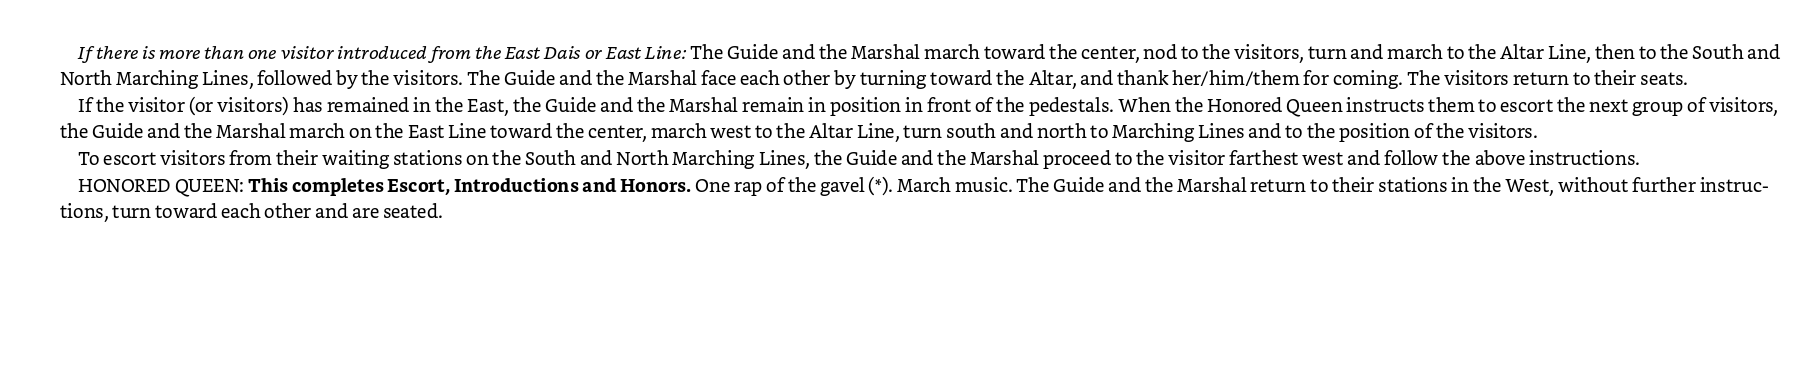 If there is more than one visitor introduced from the East Dais or East Line: The Guide and the Marshal march toward the center, nod to the visitors, turn and march to the Altar Line, then to the South and
North Marching Lines, followed by the visitors. The Guide and the Marshal face each other by turning toward the Altar, and thank her/him/them for coming. The visitors return to their seats.
If the visitor (or visitors) has remained in the East, the Guide and the Marshal remain in position in front of the pedestals. When the Honored Queen instructs them to escort the next group of visitors,
the Guide and the Marshal march on the East Line toward the center, march west to the Altar Line, turn south and north to Marching Lines and to the position of the visitors.
To escort visitors from their waiting stations on the South and North Marching Lines, the Guide and the Marshal proceed to the visitor farthest west and follow the above instructions.
HONORED QUEEN: This completes Escort, Introductions and Honors. One rap of the gavel (*). March music. The Guide and the Marshal return to their stations in the West, without further instruc-
tions, turn toward each other and are seated.